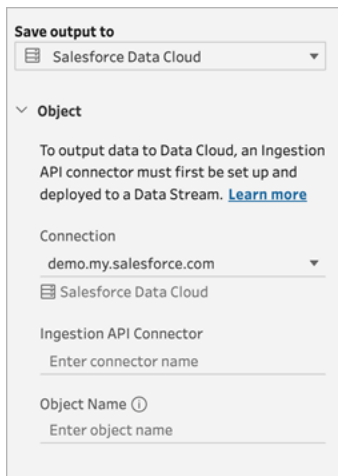 Save output to
Salesforce Data Cloud
Object
To output data to Data Cloud, an Ingestion
API connector must first be set up and
deployed to a Data Stream. Learn more
Connection
demo.my.salesforce.com
Salesforce Data Cloud
Ingestion API Connector
Enter connector name
Object Name
Enter object name